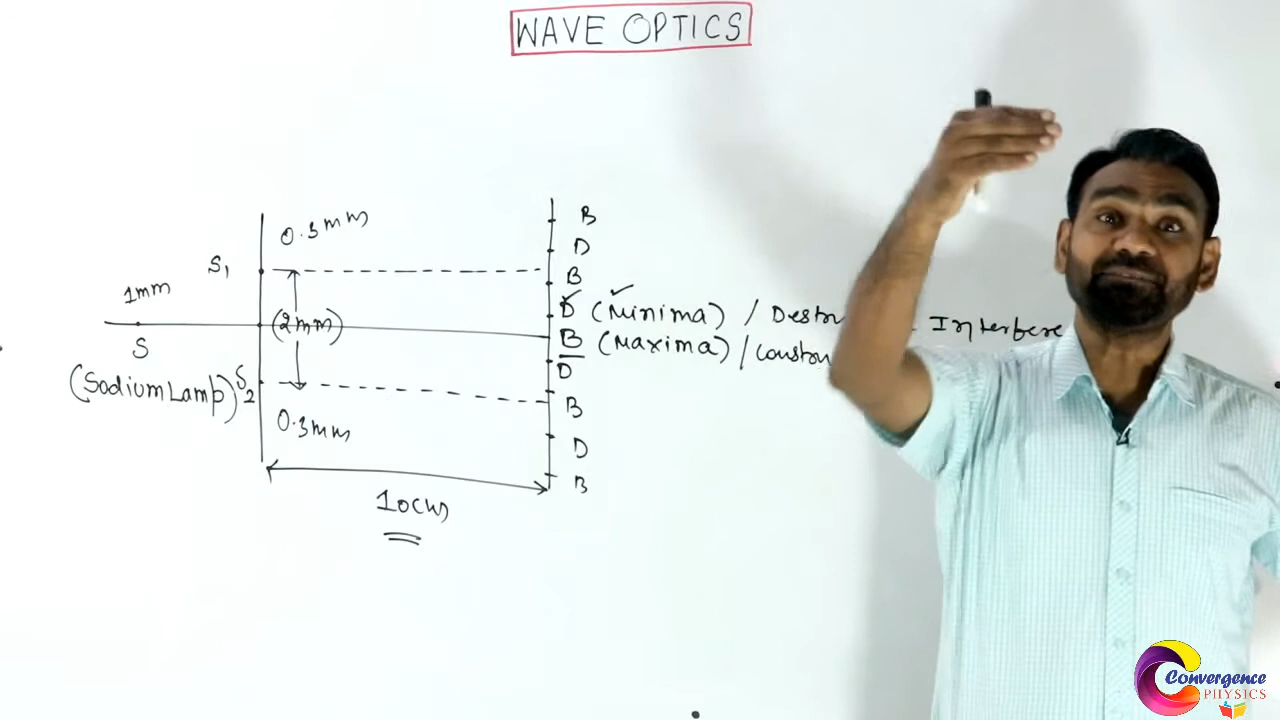 WAVE OPTICS
0.3mm
B
D
S1
B
1mm
D (Minima) / Destr Interfere
(2mm)
B (Maxima) / Constru
S
D
(Sodium Lamp)
S2
B
0.3mm
D
B
10cm
Convergence
PHYSICS